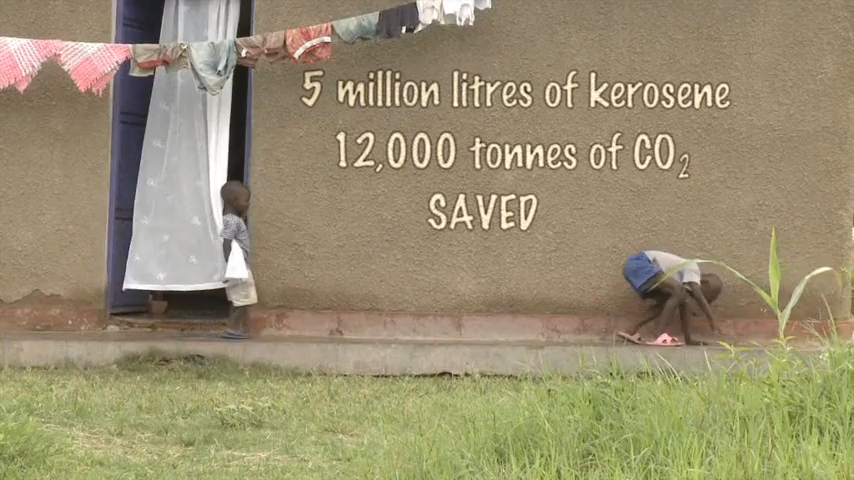 5 million litres of kerosene
12,000 tonnes of CO₂
SAVED